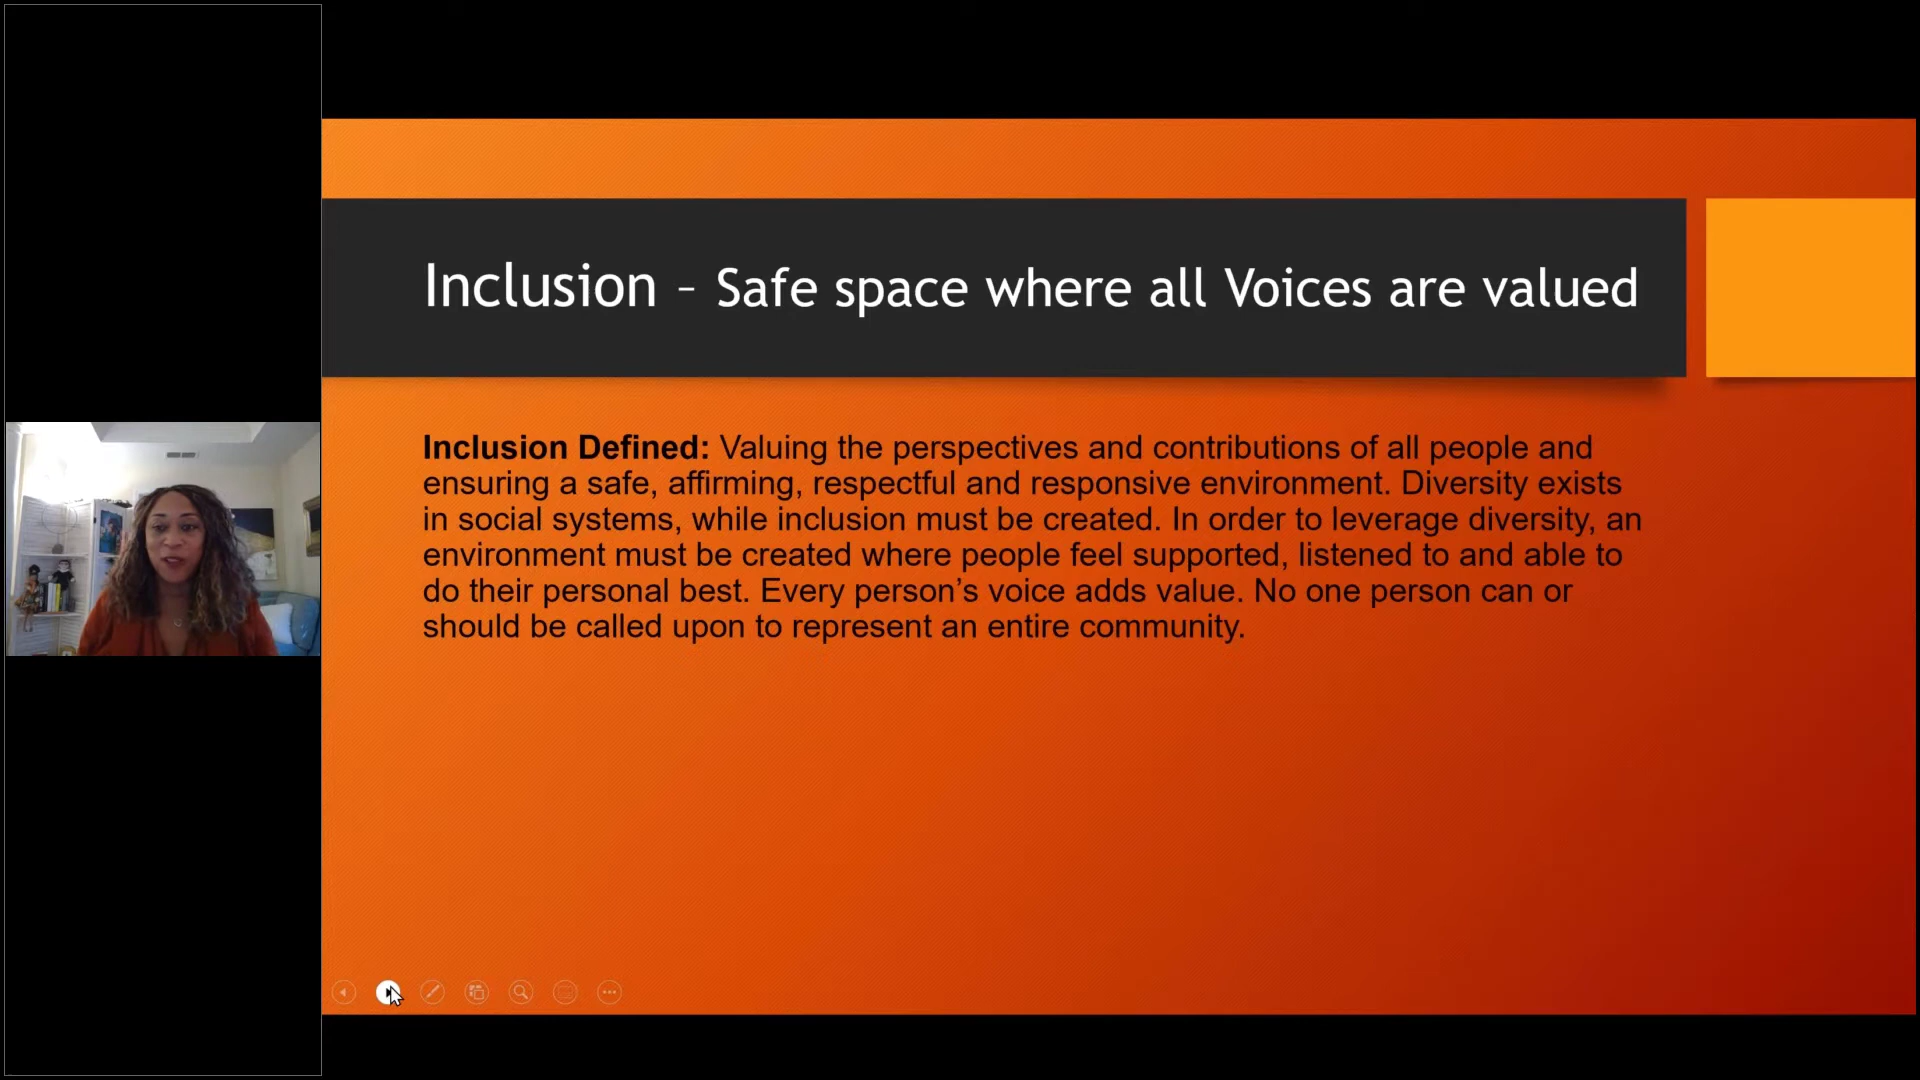 Inclusion – Safe space where all Voices are valued
Inclusion Defined: Valuing the perspectives and contributions of all people and
ensuring a safe, affirming, respectful and responsive environment. Diversity exists
in social systems, while inclusion must be created. In order to leverage diversity, an
environment must be created where people feel supported, listened to and able to
do their personal best. Every person’s voice adds value. No one person can or
should be called upon to represent an entire community.